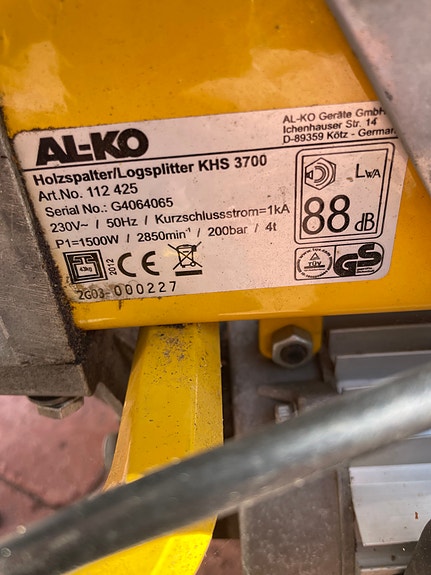 AL-KO
AL-KO Geräte GmbH
Ichenhauser Str. 14
D-89359 Kötz - German
Holzspalter/Logsplitter KHS 3700
Art.No. 112 425
Serial No.: G4064065
230V~ / 50Hz / Kurzschlussstrom=1kA
P1=1500W / 2850min⁻¹ / 200bar / 4t
LWA
88 dB
43kg
2012
CE
TÜV
GS
2G03-000227